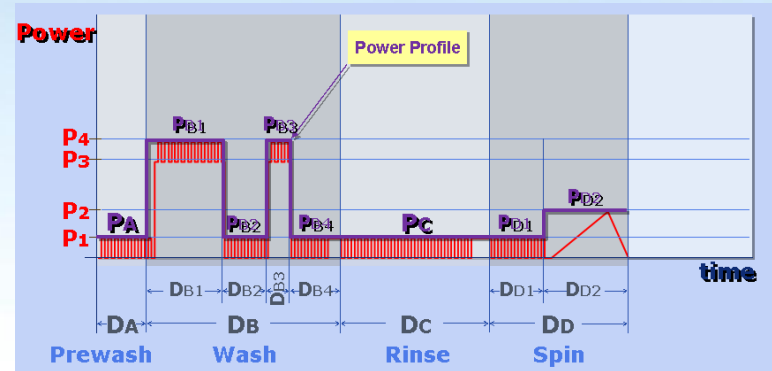 Power
Power Profile
P4
P3
P2
P1
PA
PB1
PB2
PB3
PB4
PC
PD1
PD2
time
DB1
DB2
DB3
DB4
DD1
DD2
DA
DB
DC
DD
Prewash
Wash
Rinse
Spin